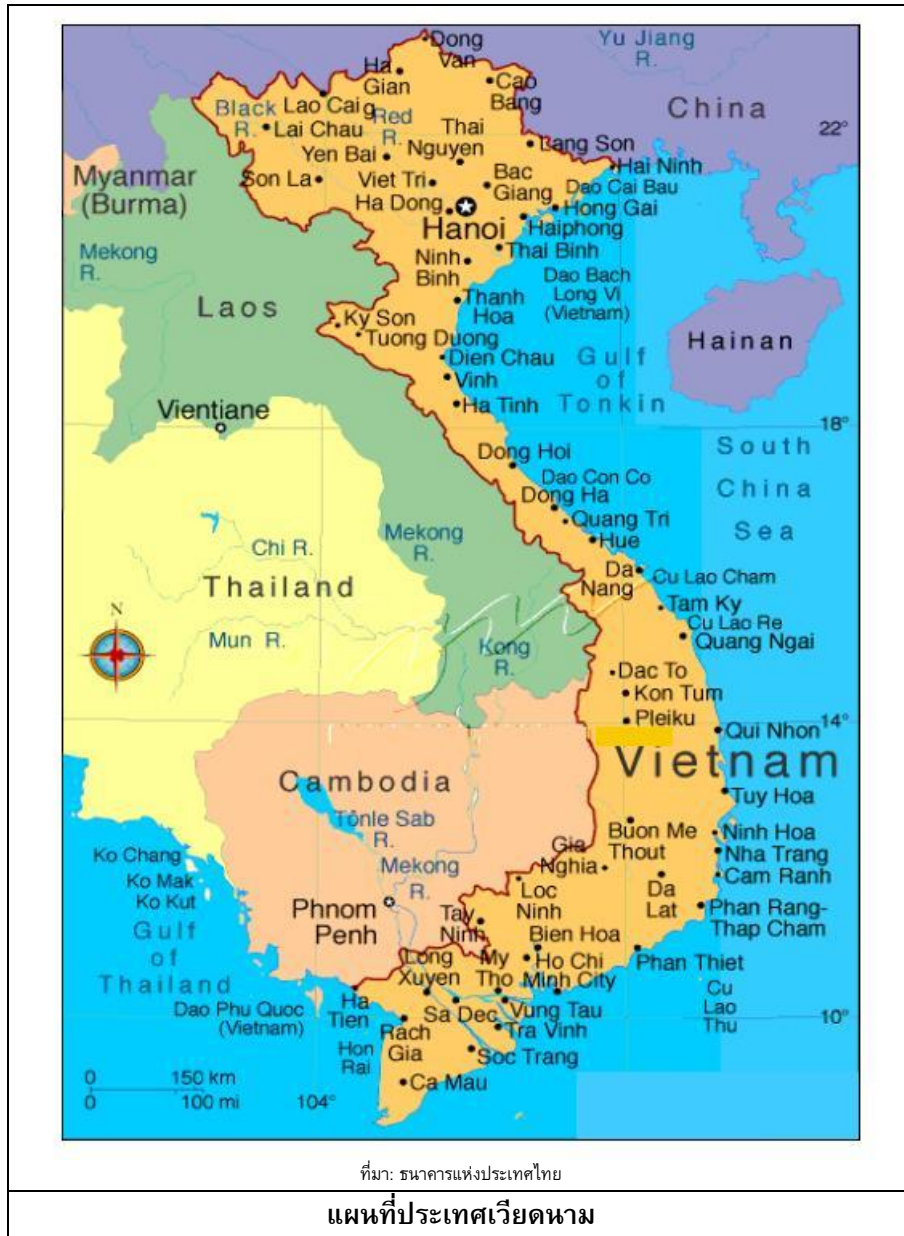 Dong
Van
Yu Jiang
R.
Ha
Gian
g
Cao
Bang
China
Black
R.
Lao Cai
Red
R.
Lai Chau
Thai
Nguyen
Lang Son
22°
Yen Bai
Hai Ninh
Myanmar
(Burma)
Son La
Viet Tri
Bac
Giang
Dao Cai Bau
Ha Dong
Hong Gai
Hanoi
Haiphong
Mekong
R.
Thai Binh
Ninh
Binh
Dao Bach
Long Vi
(Vietnam)
Laos
Thanh
Hoa
Ky Son
Tuong Duong
Hainan
Dien Chau
Gulf
of
Tonkin
Vinh
Vientiane
Ha Tinh
18°
Dong Hoi
South
China
Sea
Dao Con Co
Dong Ha
Quang Tri
Mekong
R.
Hue
Chi R.
Thailand
Da
Nang
Cu Lao Cham
Tam Ky
N
Cu Lao Re
Mun R.
Kong
R.
Quang Ngai
Dac To
Kon Tum
Pleiku
14°
Qui Nhon
Vietnam
Cambodia
Tuy Hoa
Tônle Sab
R.
Buon Me
Thout
Ninh Hoa
Gia
Nghia
Nha Trang
Ko Chang
Mekong
R.
Cam Ranh
Ko Mak
Ko Kut
Loc
Ninh
Da
Lat
Phnom
Penh
Tay
Ninh
Phan Rang-
Thap Cham
Gulf
of
Thailand
Bien Hoa
Long
Xuyen
My
Tho
Ho Chi
Minh City
Phan Thiet
Cu
Lao
Thu
Dao Phu Quoc
(Vietnam)
Ha
Tien
Sa Dec
Vung Tau
10°
Rach
Gia
Tra Vinh
Hon
Rai
Soc Trang
0 150 km
0 100 mi
104°
Ca Mau
ที่มา: ธนาคารแห่งประเทศไทย
แผนที่ประเทศเวียดนาม